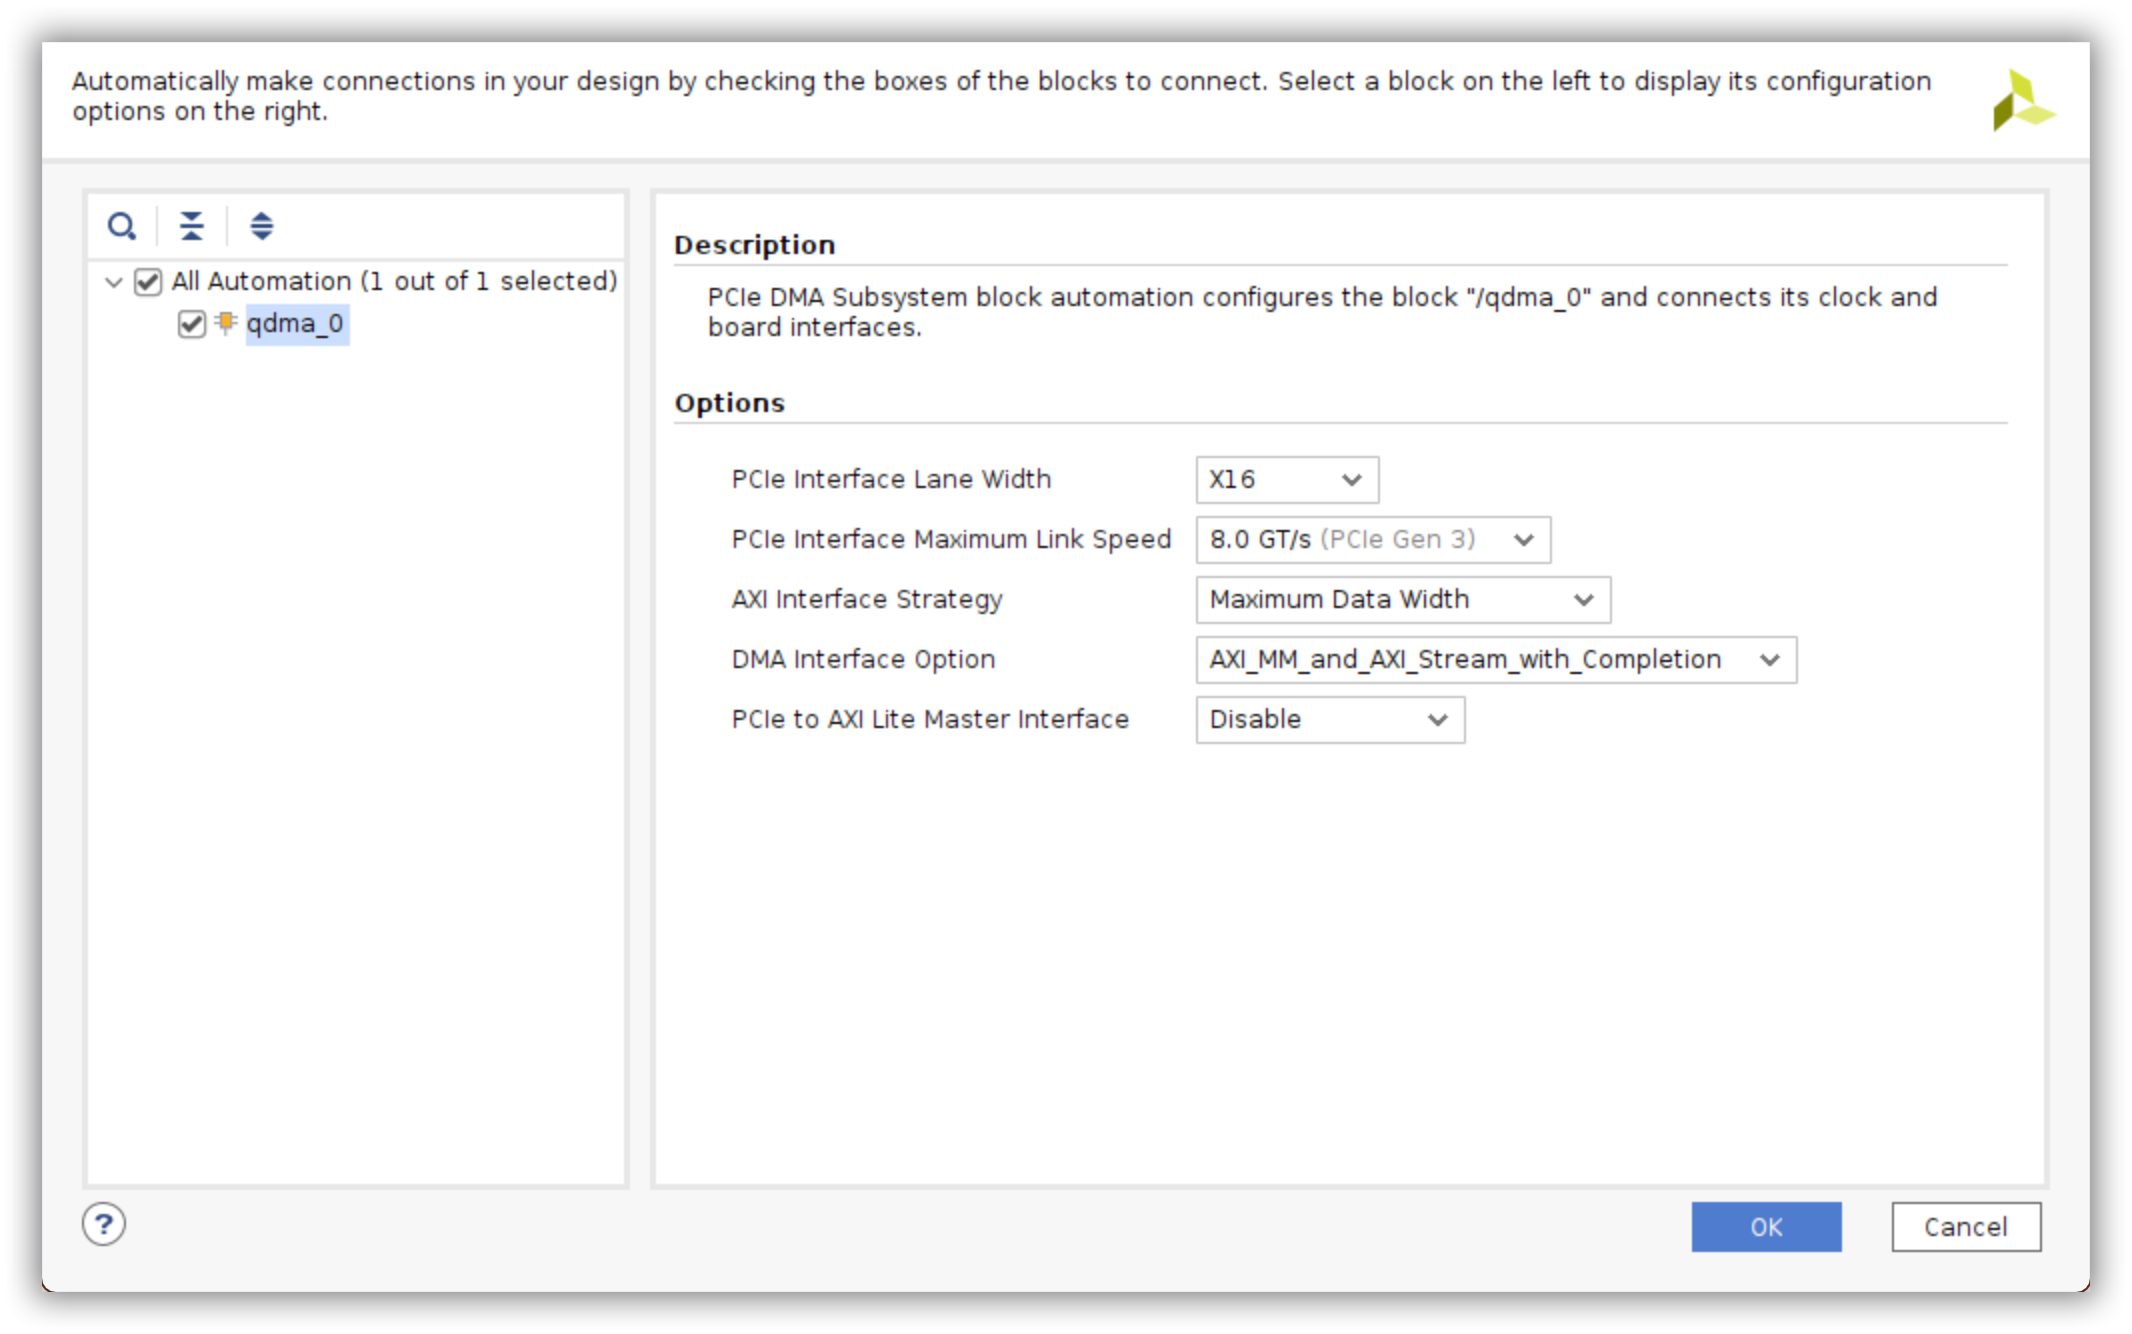 Automatically make connections in your design by checking the boxes of the blocks to connect. Select a block on the left to display its configuration
options on the right.
All Automation (1 out of 1 selected)
qdma_0
Description
PCIe DMA Subsystem block automation configures the block "/qdma_0" and connects its clock and
board interfaces.
Options
PCIe Interface Lane Width X16
PCIe Interface Maximum Link Speed 8.0 GT/s (PCIe Gen 3)
AXI Interface Strategy Maximum Data Width
DMA Interface Option AXI_MM_and_AXI_Stream_with_Completion
PCIe to AXI Lite Master Interface Disable
? OK Cancel